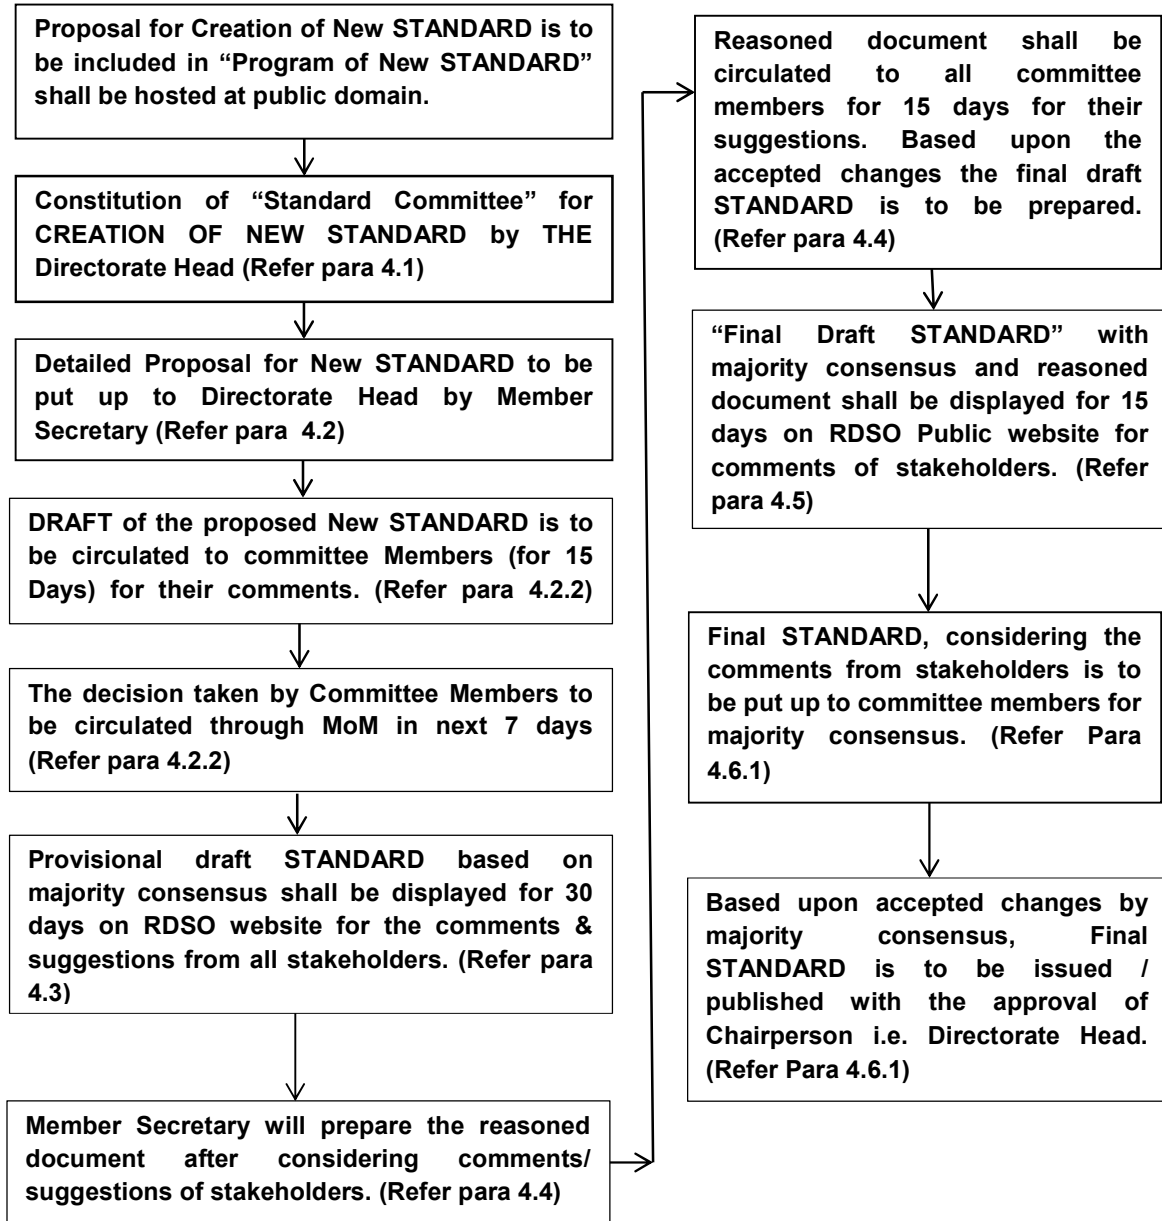 Proposal for Creation of New STANDARD is to
be included in “Program of New STANDARD”
shall be hosted at public domain.
Constitution of “Standard Committee” for
CREATION OF NEW STANDARD by THE
Directorate Head (Refer para 4.1)
Detailed Proposal for New STANDARD to be
put up to Directorate Head by Member
Secretary (Refer para 4.2)
DRAFT of the proposed New STANDARD is to
be circulated to committee Members (for 15
Days) for their comments. (Refer para 4.2.2)
The decision taken by Committee Members to
be circulated through MoM in next 7 days
(Refer para 4.2.2)
Provisional draft STANDARD based on
majority consensus shall be displayed for 30
days on RDSO website for the comments &
suggestions from all stakeholders. (Refer para
4.3)
Member Secretary will prepare the reasoned
document after considering comments/
suggestions of stakeholders. (Refer para 4.4)
Reasoned document shall be
circulated to all committee
members for 15 days for their
suggestions. Based upon the
accepted changes the final draft
STANDARD is to be prepared.
(Refer para 4.4)
“Final Draft STANDARD” with
majority consensus and reasoned
document shall be displayed for 15
days on RDSO Public website for
comments of stakeholders. (Refer
para 4.5)
Final STANDARD, considering the
comments from stakeholders is to
be put up to committee members for
majority consensus. (Refer Para
4.6.1)
Based upon accepted changes by
majority consensus, Final
STANDARD is to be issued /
published with the approval of
Chairperson i.e. Directorate Head.
(Refer Para 4.6.1)